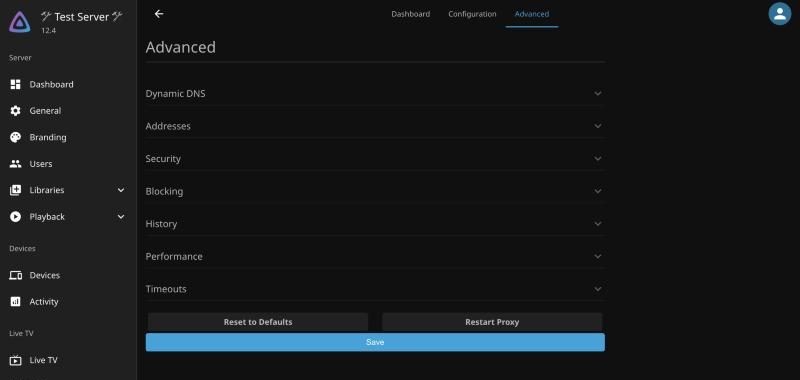 Test Server
12.4
Server
Dashboard
General
Branding
Users
Libraries
Playback
Devices
Devices
Activity
Live TV
Live TV
Dashboard
Configuration
Advanced
Advanced
Dynamic DNS
Addresses
Security
Blocking
History
Performance
Timeouts
Reset to Defaults
Restart Proxy
Save